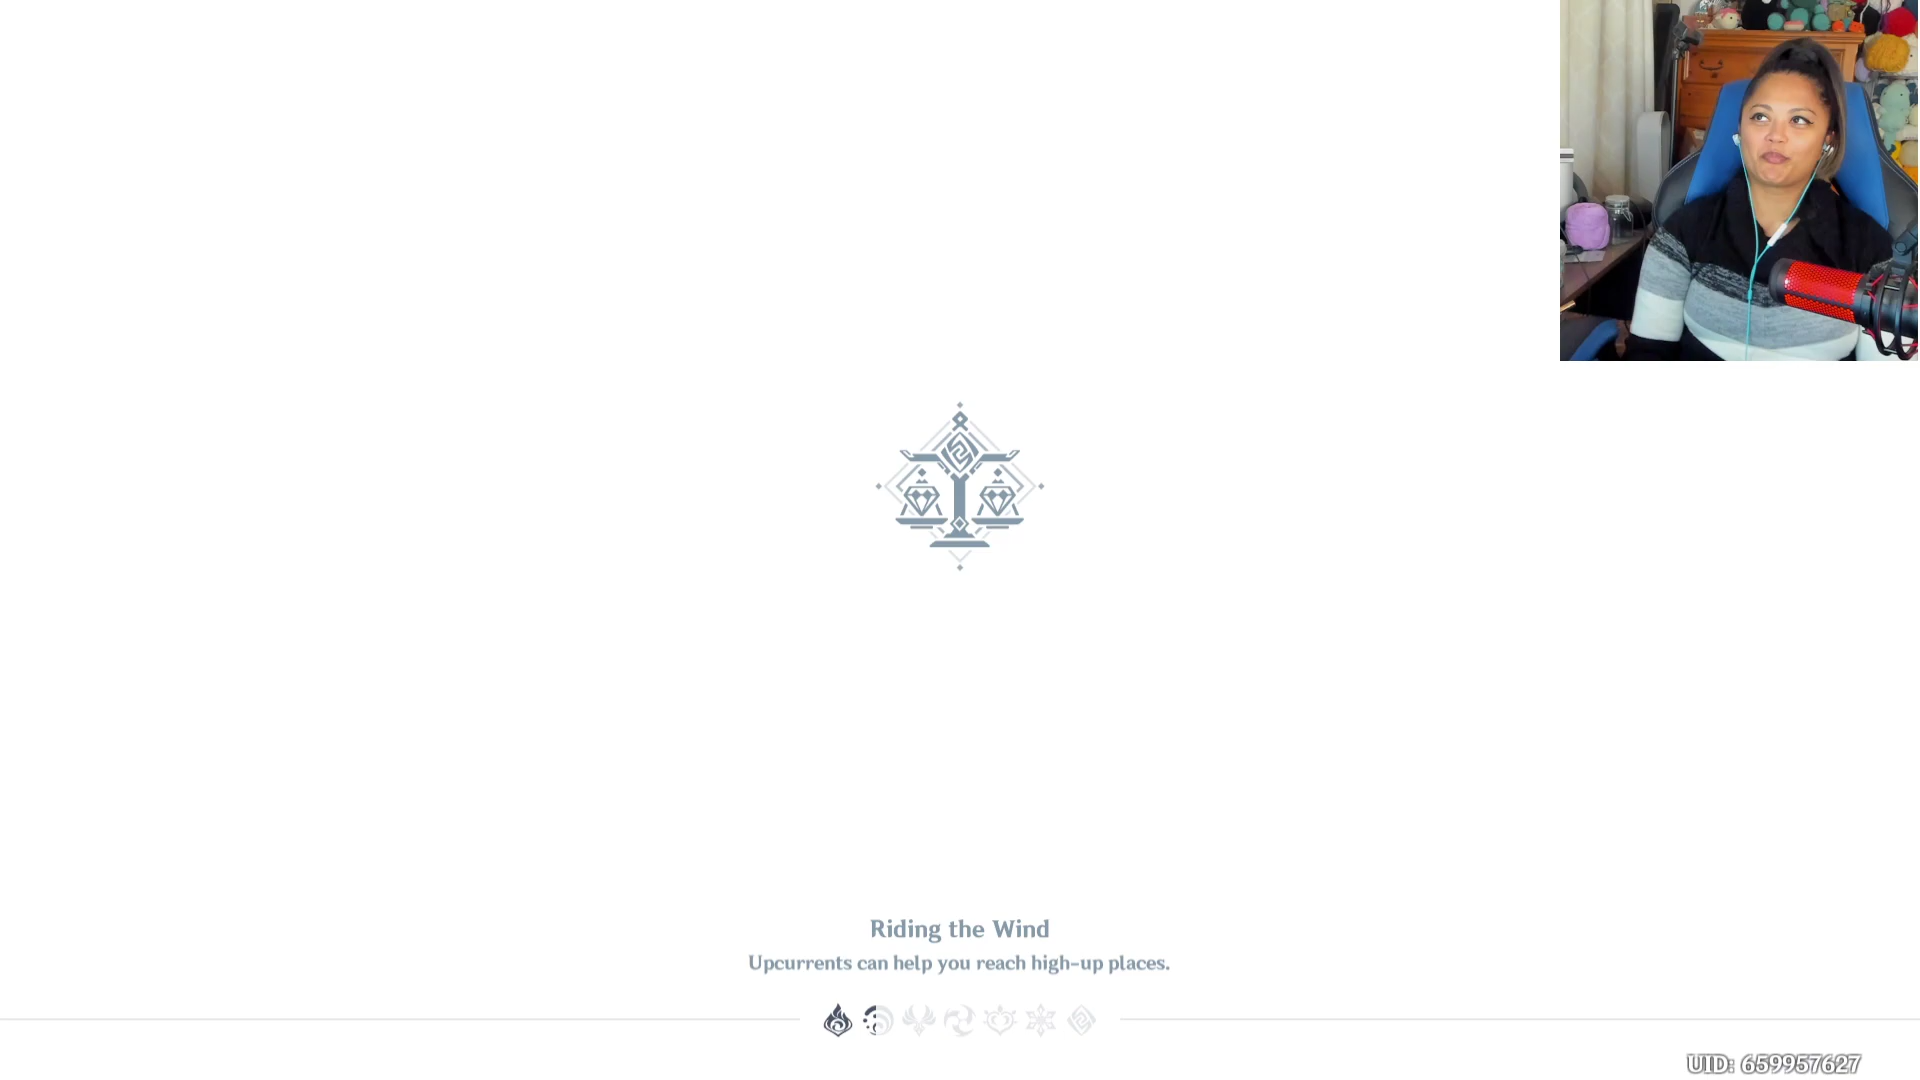 Riding the Wind
Upcurrents can help you reach high-up places.
UID: 659957627